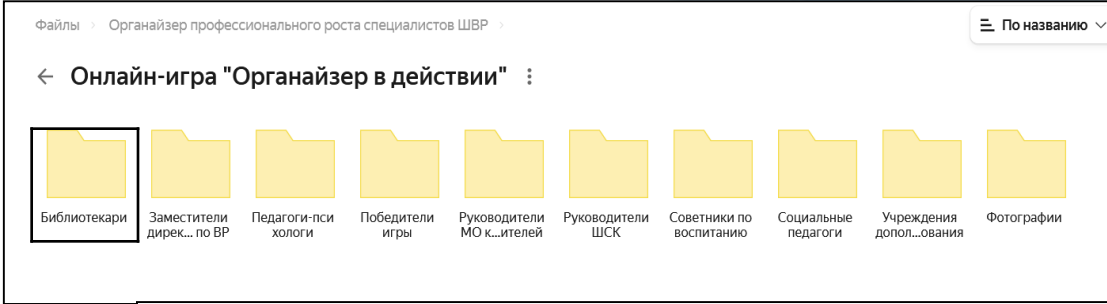 Файлы > Органайзер профессионального роста специалистов ШВР >
По названию
← Онлайн-игра "Органайзер в действии"
Библиотекари
Заместители
дирек... по ВР
Педагоги-пси
хологи
Победители
игры
Руководители
МО к...ителей
Руководители
ШСК
Советники по
воспитанию
Социальные
педагоги
Учреждения
допол...ования
Фотографии